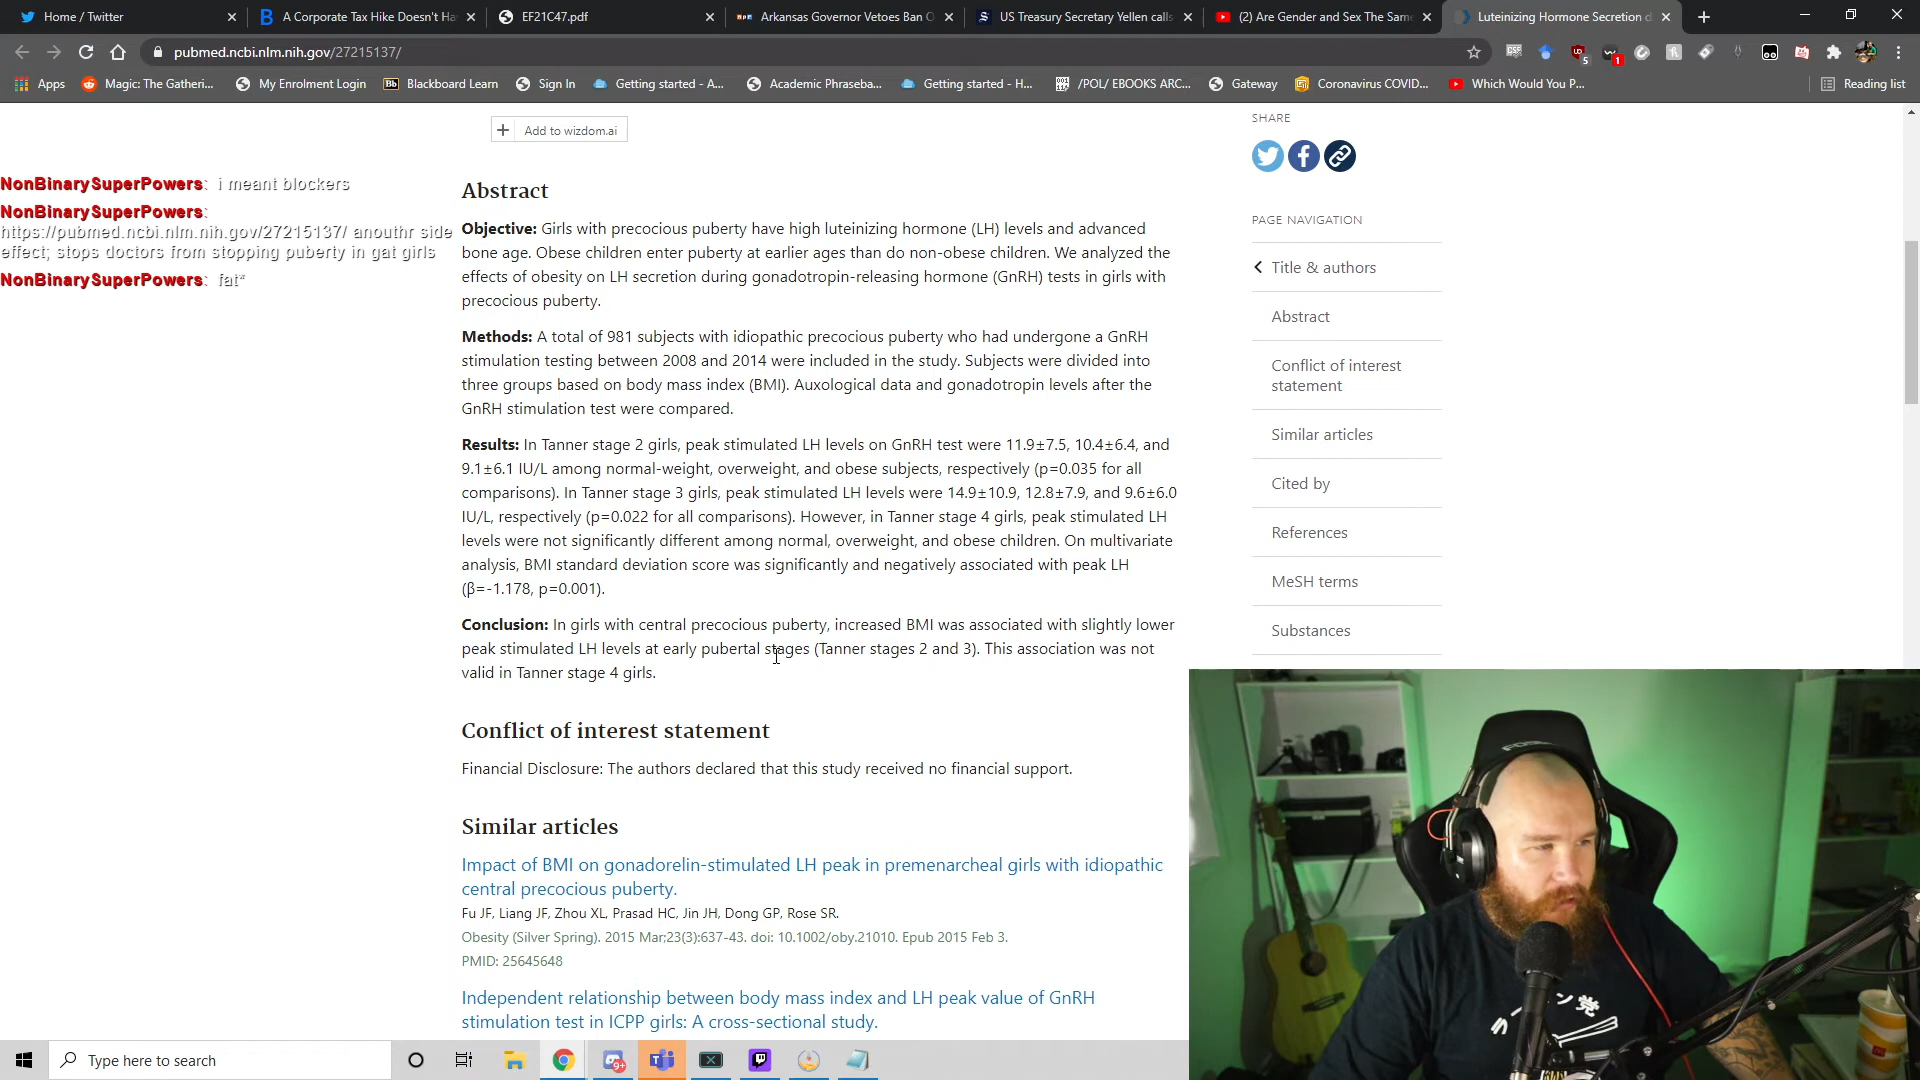 Home / Twitter
A Corporate Tax Hike Doesn't Ha
EF21C47.pdf
Arkansas Governor Vetoes Ban O
US Treasury Secretary Yellen calls
(2) Are Gender and Sex The Sam
Luteinizing Hormone Secretion d
pubmed.ncbi.nlm.nih.gov/27215137/
Apps
Magic: The Gatheri...
My Enrolment Login
Bb
Blackboard Learn
Sign In
Getting started - A...
Academic Phraseba...
Getting started - H...
/POL/ EBOOKS ARC...
Gateway
Coronavirus COVID...
Which Would You P...
Reading list
+ Add to wizdom.ai
NonBinarySuperPowers: i meant blockers
NonBinarySuperPowers:
https://pubmed.ncbi.nlm.nih.gov/27215137/ anouthr side
effect; stops doctors from stopping puberty in gat girls
NonBinarySuperPowers: fat*
Abstract
Objective: Girls with precocious puberty have high luteinizing hormone (LH) levels and advanced
bone age. Obese children enter puberty at earlier ages than do non-obese children. We analyzed the
effects of obesity on LH secretion during gonadotropin-releasing hormone (GnRH) tests in girls with
precocious puberty.
Methods: A total of 981 subjects with idiopathic precocious puberty who had undergone a GnRH
stimulation testing between 2008 and 2014 were included in the study. Subjects were divided into
three groups based on body mass index (BMI). Auxological data and gonadotropin levels after the
GnRH stimulation test were compared.
Results: In Tanner stage 2 girls, peak stimulated LH levels on GnRH test were 11.9±7.5, 10.4±6.4, and
9.1±6.1 IU/L among normal-weight, overweight, and obese subjects, respectively (p=0.035 for all
comparisons). In Tanner stage 3 girls, peak stimulated LH levels were 14.9±10.9, 12.8±7.9, and 9.6±6.0
IU/L, respectively (p=0.022 for all comparisons). However, in Tanner stage 4 girls, peak stimulated LH
levels were not significantly different among normal, overweight, and obese children. On multivariate
analysis, BMI standard deviation score was significantly and negatively associated with peak LH
(β=-1.178, p=0.001).
Conclusion: In girls with central precocious puberty, increased BMI was associated with slightly lower
peak stimulated LH levels at early pubertal stages (Tanner stages 2 and 3). This association was not
valid in Tanner stage 4 girls.
Conflict of interest statement
Financial Disclosure: The authors declared that this study received no financial support.
Similar articles
Impact of BMI on gonadorelin-stimulated LH peak in premenarcheal girls with idiopathic
central precocious puberty.
Fu JF, Liang JF, Zhou XL, Prasad HC, Jin JH, Dong GP, Rose SR.
Obesity (Silver Spring). 2015 Mar;23(3):637-43. doi: 10.1002/oby.21010. Epub 2015 Feb 3.
PMID: 25645648
Independent relationship between body mass index and LH peak value of GnRH
stimulation test in ICPP girls: A cross-sectional study.
SHARE
PAGE NAVIGATION
Title & authors
Abstract
Conflict of interest
statement
Similar articles
Cited by
References
MeSH terms
Substances
Type here to search